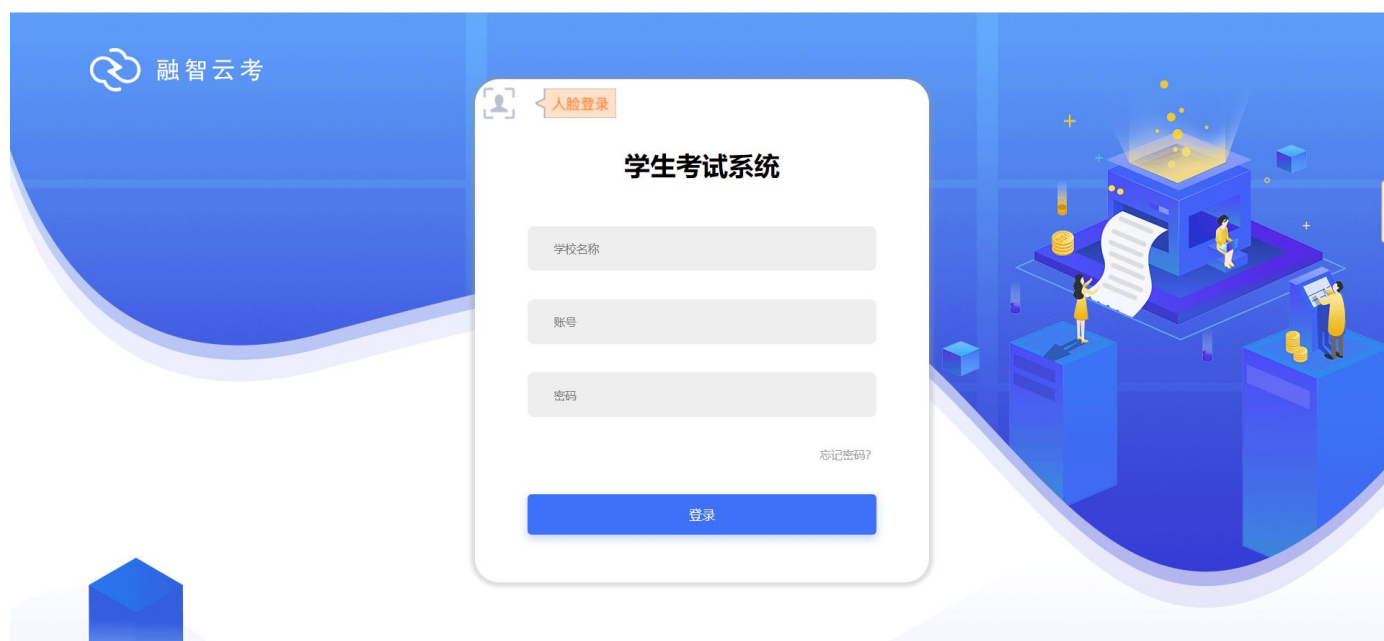 融智云考
人脸登录
学生考试系统
学校名称
账号
密码
忘记密码?
登录